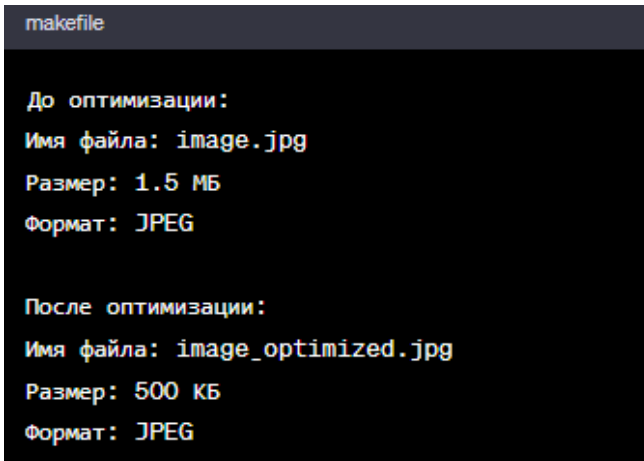 makefile
До оптимизации:
Имя файла: image.jpg
Размер: 1.5 МБ
Формат: JPEG
После оптимизации:
Имя файла: image_optimized.jpg
Размер: 500 КБ
Формат: JPEG